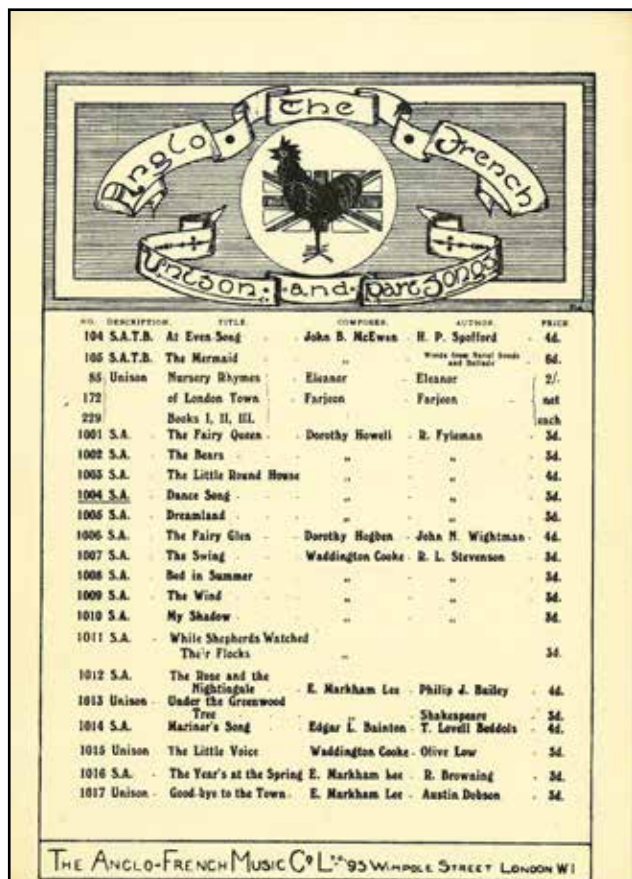 The
Anglo French
Unison and Part Songs
NO. DESCRIPTION. TITLE. COMPOSER. AUTHOR. PRICE
104 S.A.T.B. At Even-Song John B. McEwen H. P. Spofford 4d.
105 S.A.T.B. The Mermaid " Words from Naval Songs and Ballads 6d.
85 Unison Nursery Rhymes Eleanor Eleanor 2/-
172 of London Town Farjeon Farjeon net
229 Books I, II, III. each
1001 S.A. The Fairy Queen Dorothy Howell R. Fyleman 3d.
1002 S.A. The Bears " " 3d.
1003 S.A. The Little Round House " " 4d.
1004 S.A. Dance Song " " 3d.
1005 S.A. Dreamland " " 3d.
1006 S.A. The Fairy Glen Dorothy Hogben John N. Wightman 4d.
1007 S.A. The Swing Waddington Cooke R. L. Stevenson 3d.
1008 S.A. Bed in Summer " " 3d.
1009 S.A. The Wind " " 3d.
1010 S.A. My Shadow " " 3d.
1011 S.A. While Shepherds Watched
Their Flocks " 3d.
1012 S.A. The Rose and the
Nightingale E. Markham Lee Philip J. Bailey 4d.
1013 Unison Under the Greenwood
Tree " Shakespeare 3d.
1014 S.A. Mariner's Song Edgar L. Bainton T. Lovell Beddols 4d.
1015 Unison The Little Voice Waddington Cooke Olive Low 3d.
1016 S.A. The Year's at the Spring E. Markham Lee R. Browning 3d.
1017 Unison Good-bye to the Town E. Markham Lee Austin Dobson 3d.
THE ANGLO-FRENCH MUSIC Co Ltd 95 WIMPOLE STREET LONDON W1